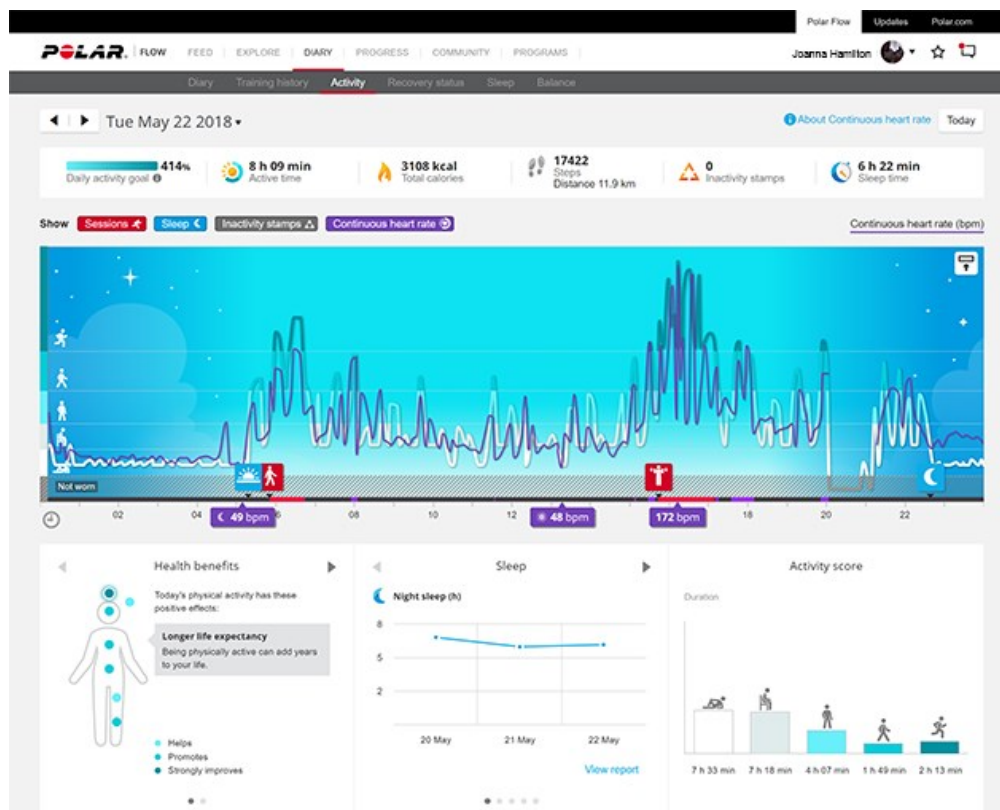 Polar Flow Updates Polar.com
POLAR. FLOW FEED EXPLORE DIARY PROGRESS COMMUNITY PROGRAMS Joanna Hamilton
Diary Training history Activity Recovery status Sleep Balance
Tue May 22 2018 About Continuous heart rate Today
414% Daily activity goal
8 h 09 min Active time
3108 kcal Total calories
17422 Steps
Distance 11.9 km
0 Inactivity stamps
6 h 22 min Sleep time
Show Sessions Sleep Inactivity stamps Continuous heart rate Continuous heart rate (bpm)
Not worn
02 04 6 08 10 12 18 20 22
49 bpm 48 bpm 172 bpm
Health benefits
Today's physical activity has these
positive effects:
Longer life expectancy
Being physically active can add years
to your life.
Helps
Promotes
Strongly improves
Sleep
Night sleep (h)
8
5
2
20 May 21 May 22 May
View report
Activity score
Duration
7 h 33 min 7 h 18 min 4 h 07 min 1 h 49 min 2 h 13 min